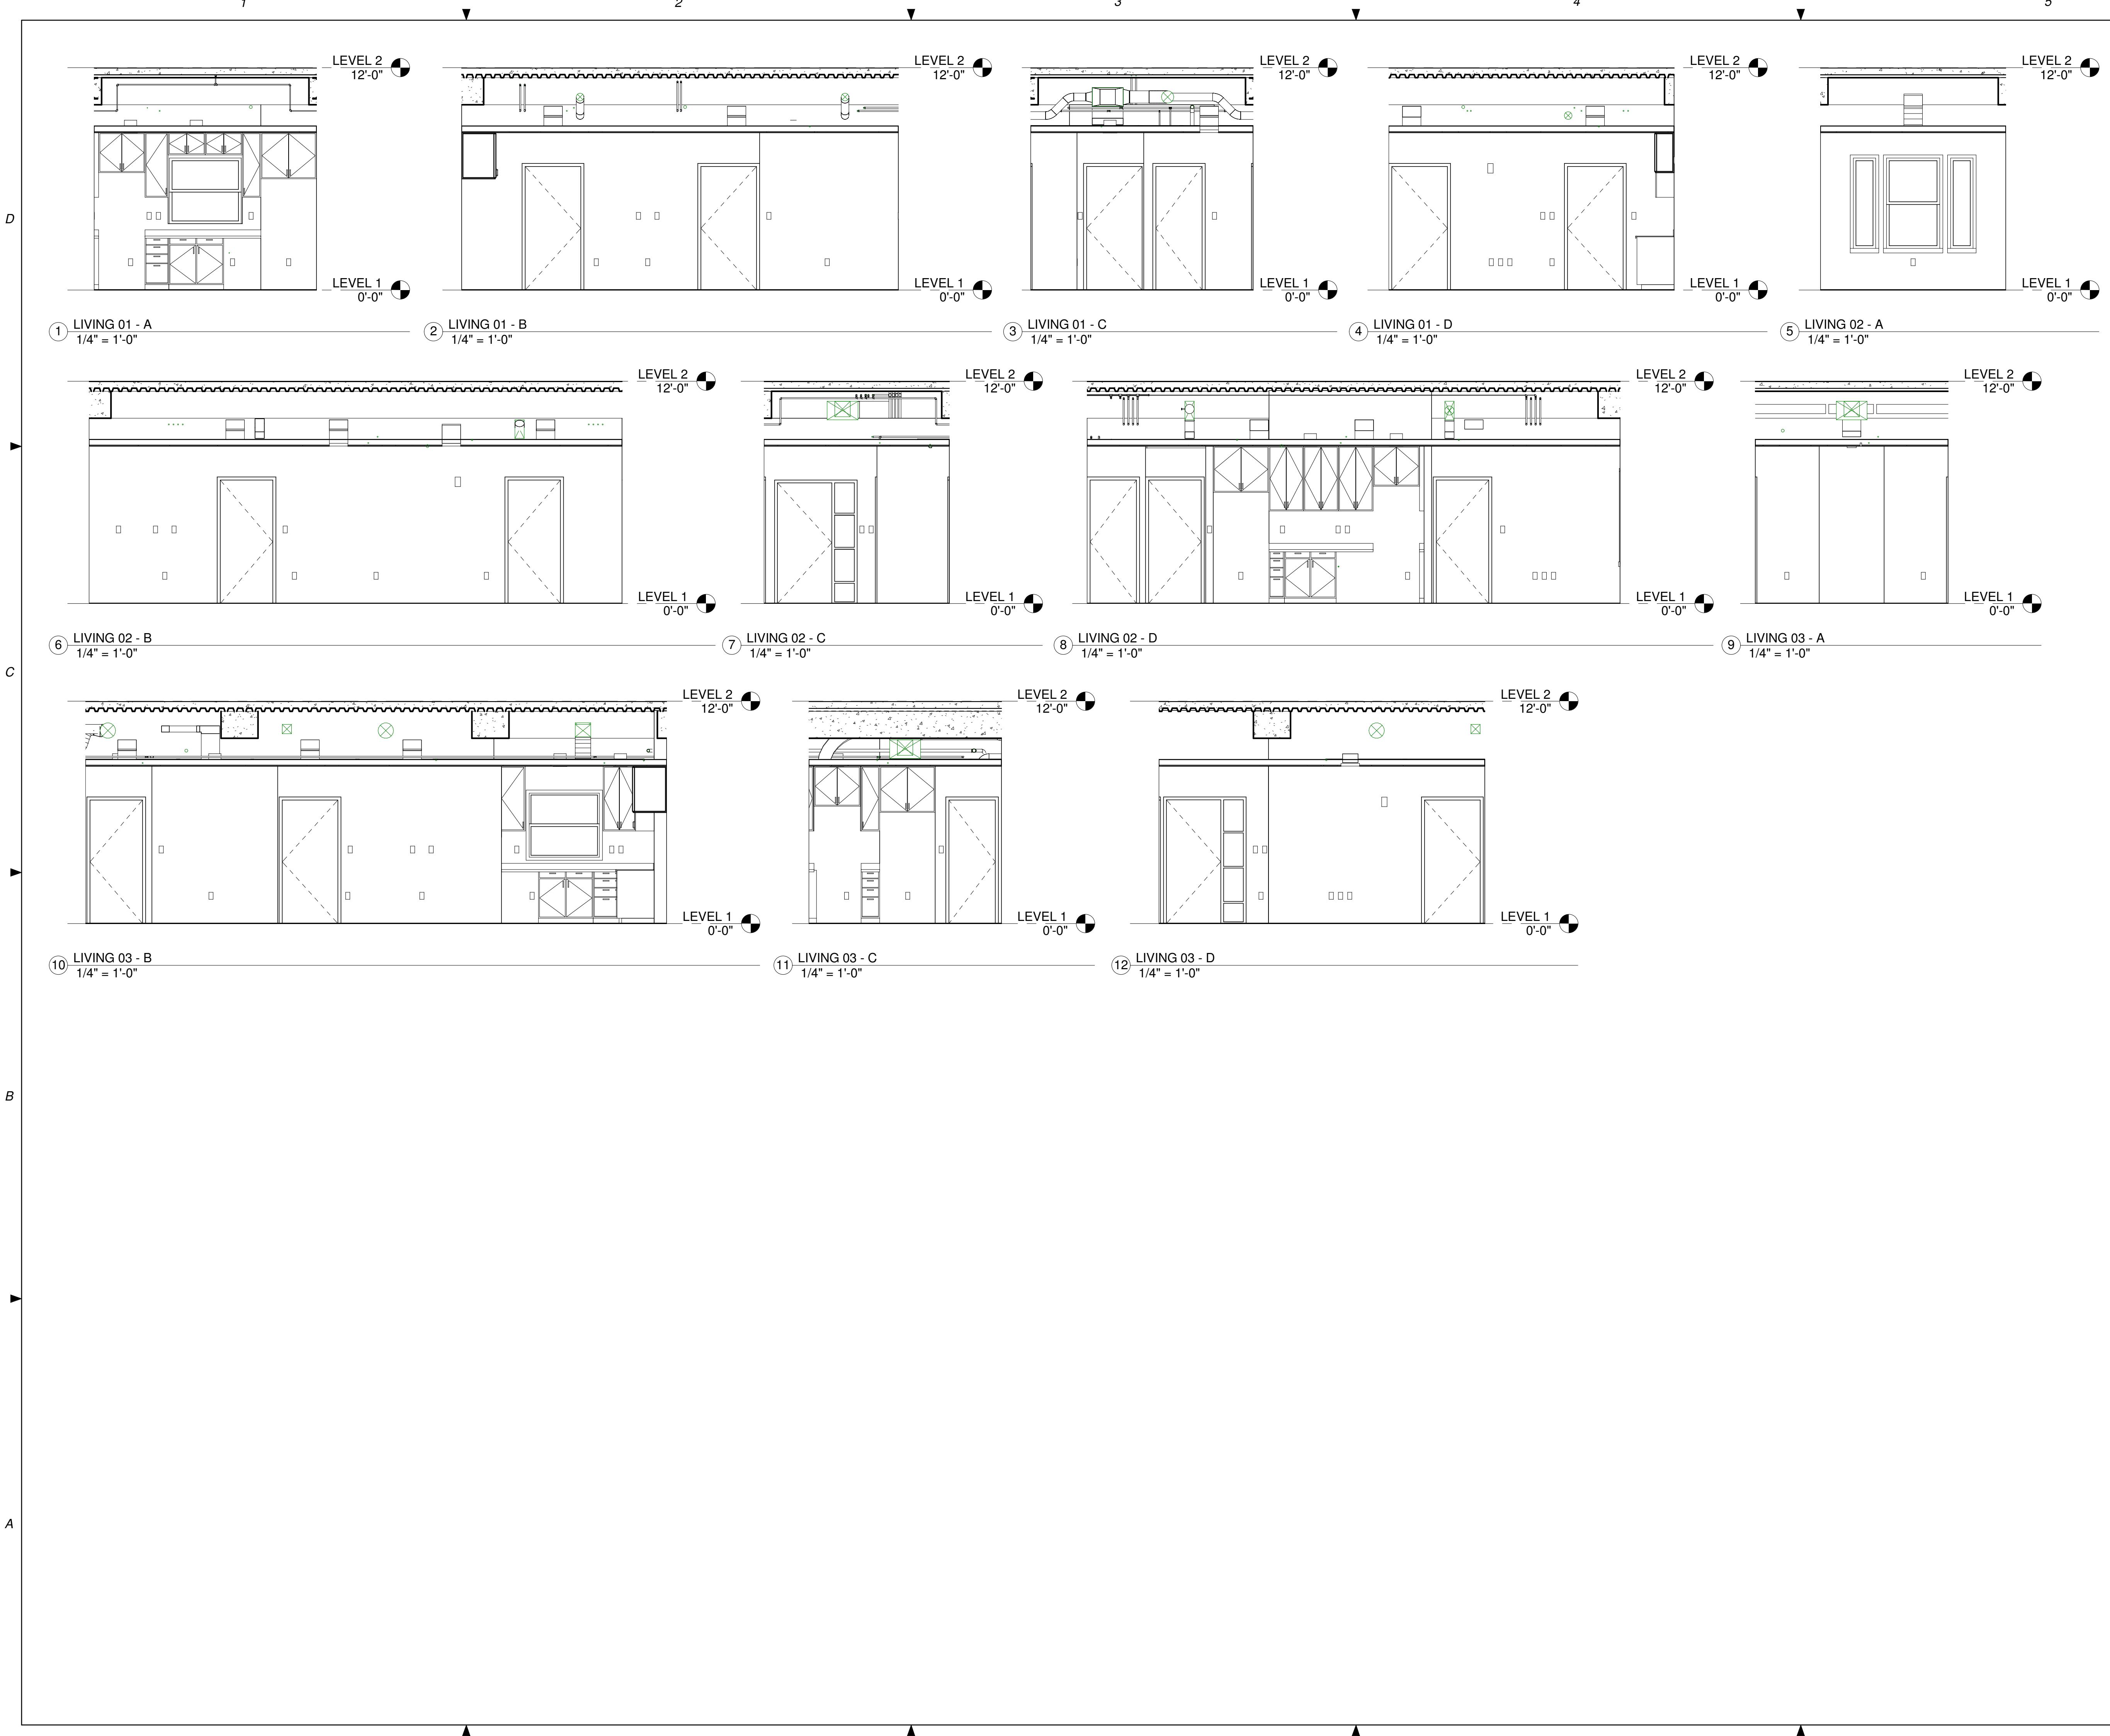 1 2 3 4 5
LEVEL 2 LEVEL 2 LEVEL 2 LEVEL 2 LEVEL 2
12'-0" 12'-0" 12'-0" 12'-0" 12'-0"
D
LEVEL 1 LEVEL 1 LEVEL 1 LEVEL 1 LEVEL 1
0'-0" 0'-0" 0'-0" 0'-0" 0'-0"
1 LIVING 01 - A 2 LIVING 01 - B 3 LIVING 01 - C 4 LIVING 01 - D 5 LIVING 02 - A
1/4" = 1'-0" 1/4" = 1'-0" 1/4" = 1'-0" 1/4" = 1'-0" 1/4" = 1'-0"
LEVEL 2 LEVEL 2 LEVEL 2 LEVEL 2
12'-0" 12'-0" 12'-0" 12'-0"
LEVEL 1 LEVEL 1 LEVEL 1 LEVEL 1
0'-0" 0'-0" 0'-0" 0'-0"
6 LIVING 02 - B 7 LIVING 02 - C 8 LIVING 02 - D 9 LIVING 03 - A
1/4" = 1'-0" 1/4" = 1'-0" 1/4" = 1'-0" 1/4" = 1'-0"
C
LEVEL 2 LEVEL 2 LEVEL 2
12'-0" 12'-0" 12'-0"
LEVEL 1 LEVEL 1 LEVEL 1
0'-0" 0'-0" 0'-0"
10 LIVING 03 - B 11 LIVING 03 - C 12 LIVING 03 - D
1/4" = 1'-0" 1/4" = 1'-0" 1/4" = 1'-0"
B
A